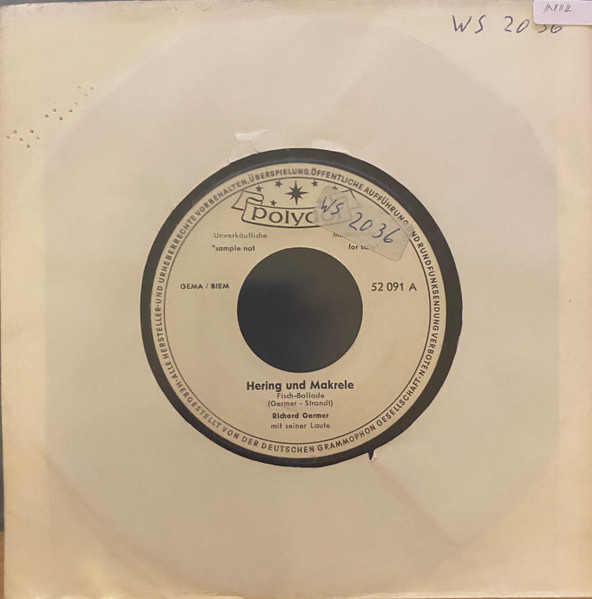 WS 2036
·ALLE HERSTELLER-UND URHEBERRECHTE VORBEHALTEN, ÜBERSPIELUNG, ÖFFENTLICHE AUFFÜHRUNG UND RUNDFUNKSENDUNG VERBOTEN·
WS 2036
Unverkäufliche
"sample not
for
GEMA / BIEM
52 091 A
Hering und Makrele
Fisch-Ballade
(Germer - Strandt)
Richard Germer
mit seiner Laute
HERGESTELLT VON DER DEUTSCHEN GRAMMOPHON GESELLSCHAFT·